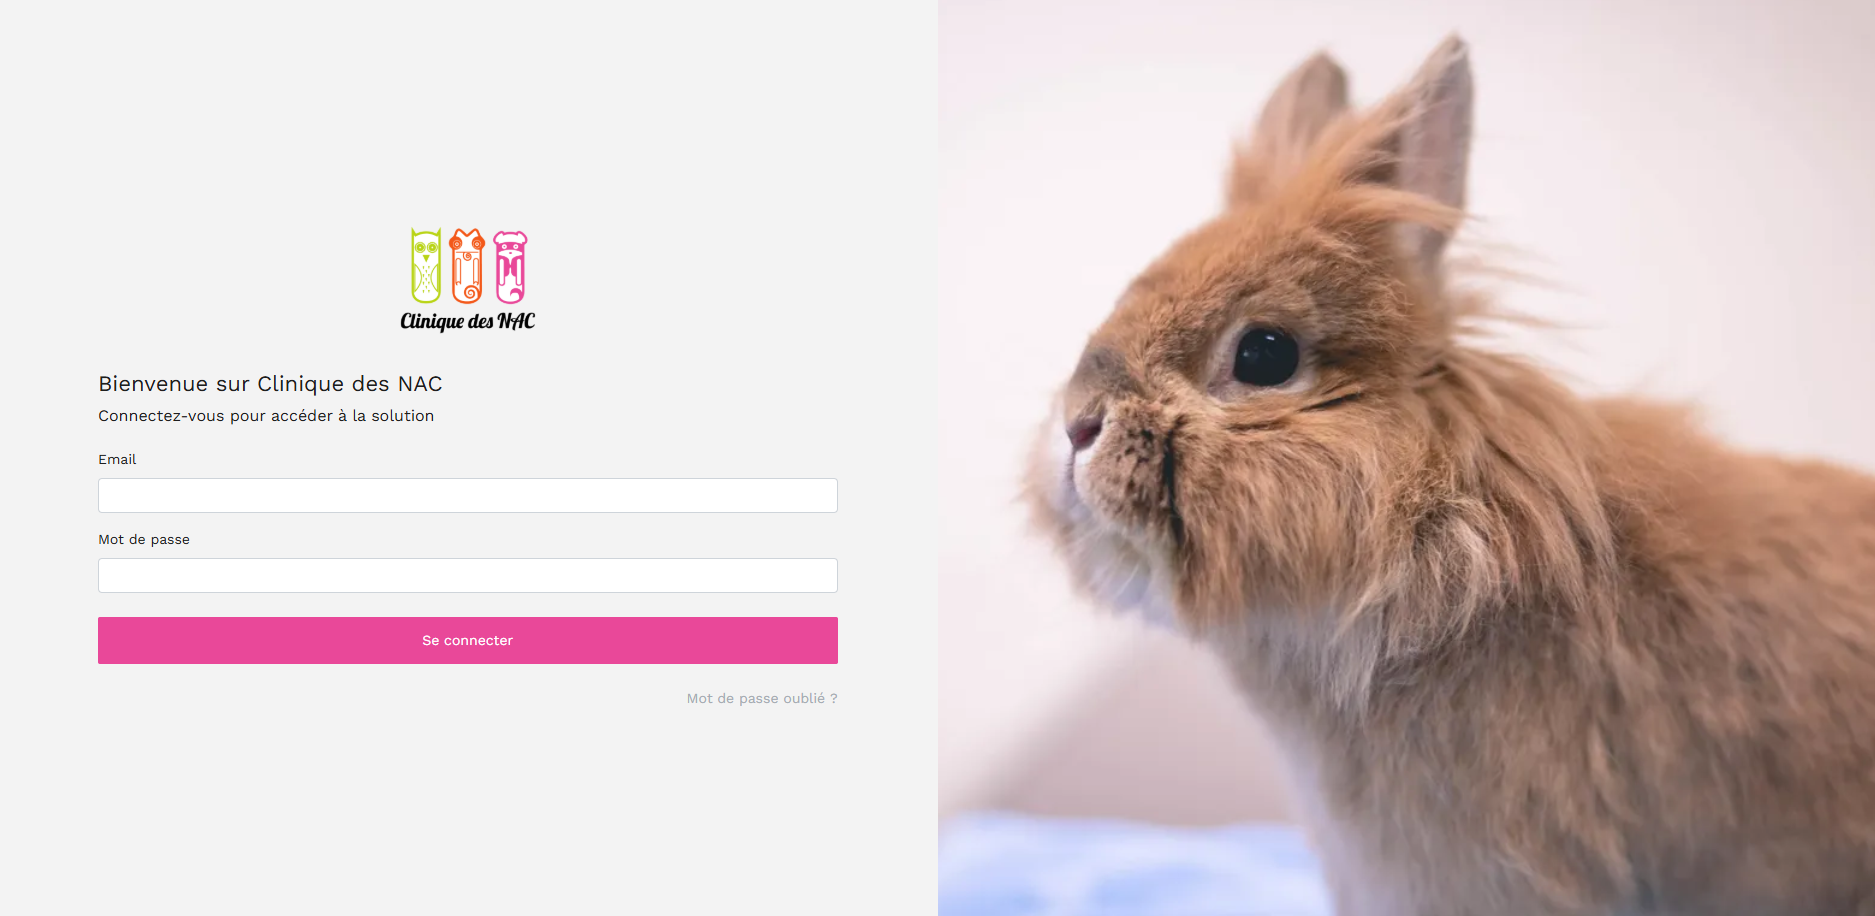 Clinique des NAC
Bienvenue sur Clinique des NAC
Connectez-vous pour accéder à la solution
Email
Mot de passe
Se connecter
Mot de passe oublié ?